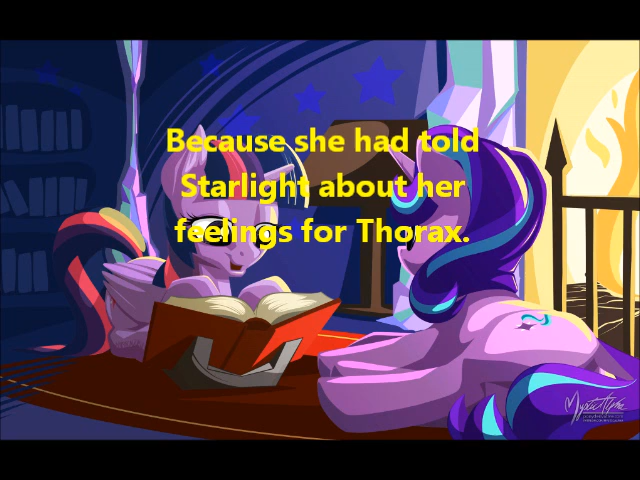 Because she had told
Starlight about her
feelings for Thorax.